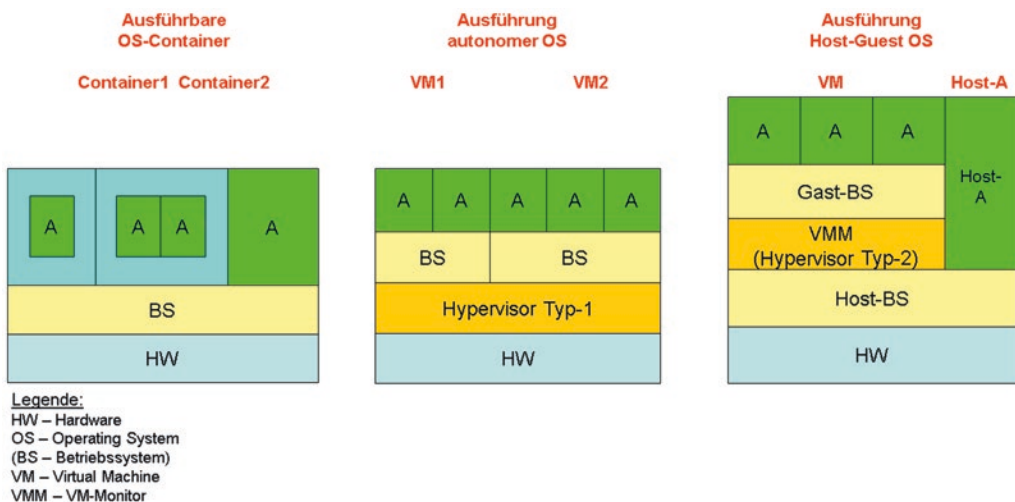 Ausführbare
OS-Container
Container1 Container2
A
A A
A
BS
HW
Ausführung
autonomer OS
VM1 VM2
A A A A A
BS BS
Hypervisor Typ-1
HW
Ausführung
Host-Guest OS
VM Host-A
A A A
Host-
A
Gast-BS
VMM
(Hypervisor Typ-2)
Host-BS
HW
Legende:
HW – Hardware
OS – Operating System
(BS – Betriebssystem)
VM – Virtual Machine
VMM – VM-Monitor